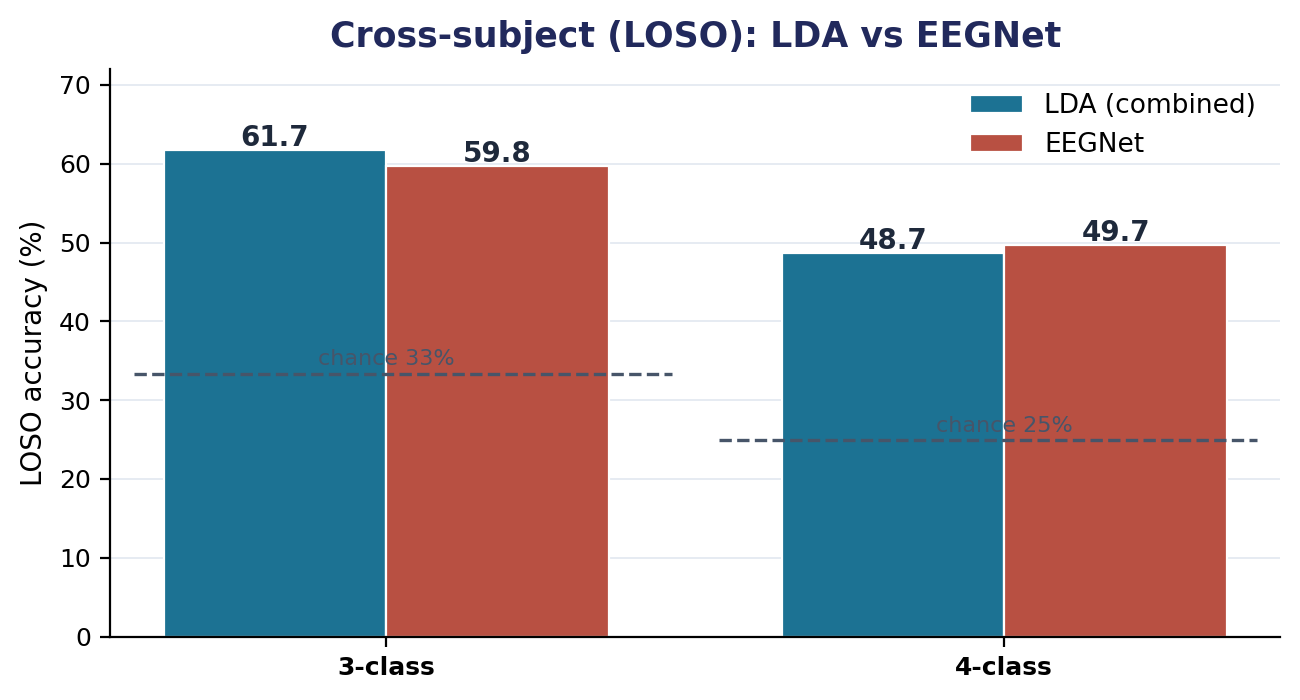 Cross-subject (LOSO): LDA vs EEGNet
LDA (combined)
EEGNet
LOSO accuracy (%)
70
60
50
40
30
20
10
0
61.7
59.8
48.7
49.7
chance 33%
chance 25%
3-class
4-class